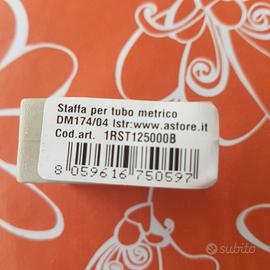 Staffa per tubo metrico
DM174/04 Istr:www.astore.it
Cod.art. 1RST125000B
8 059616 750597
subito